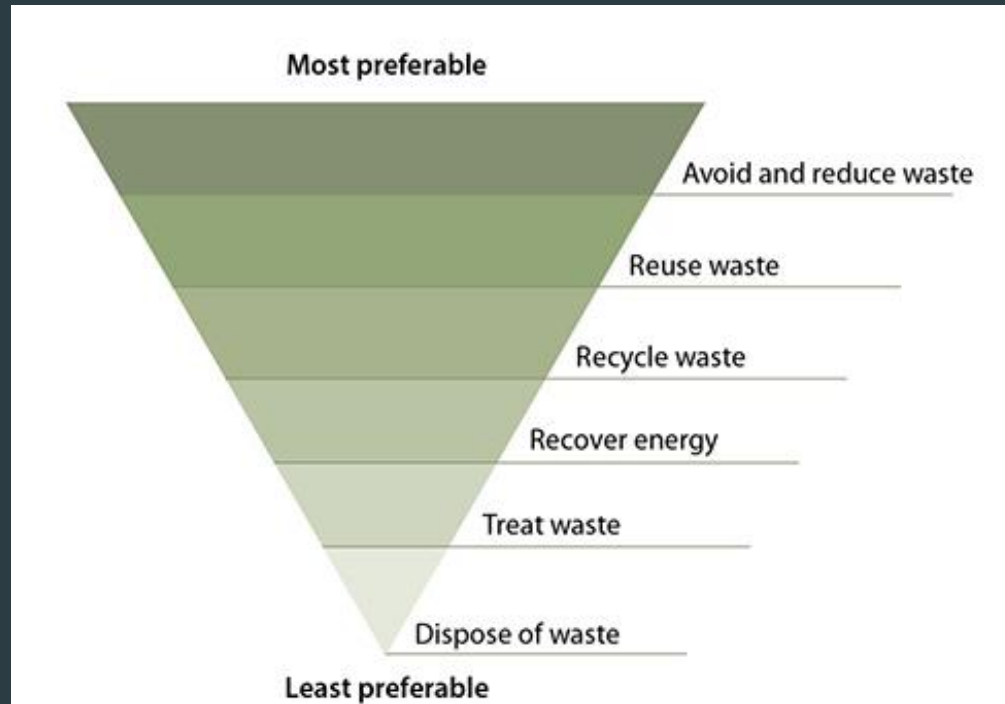 Most preferable
Avoid and reduce waste
Reuse waste
Recycle waste
Recover energy
Treat waste
Dispose of waste
Least preferable